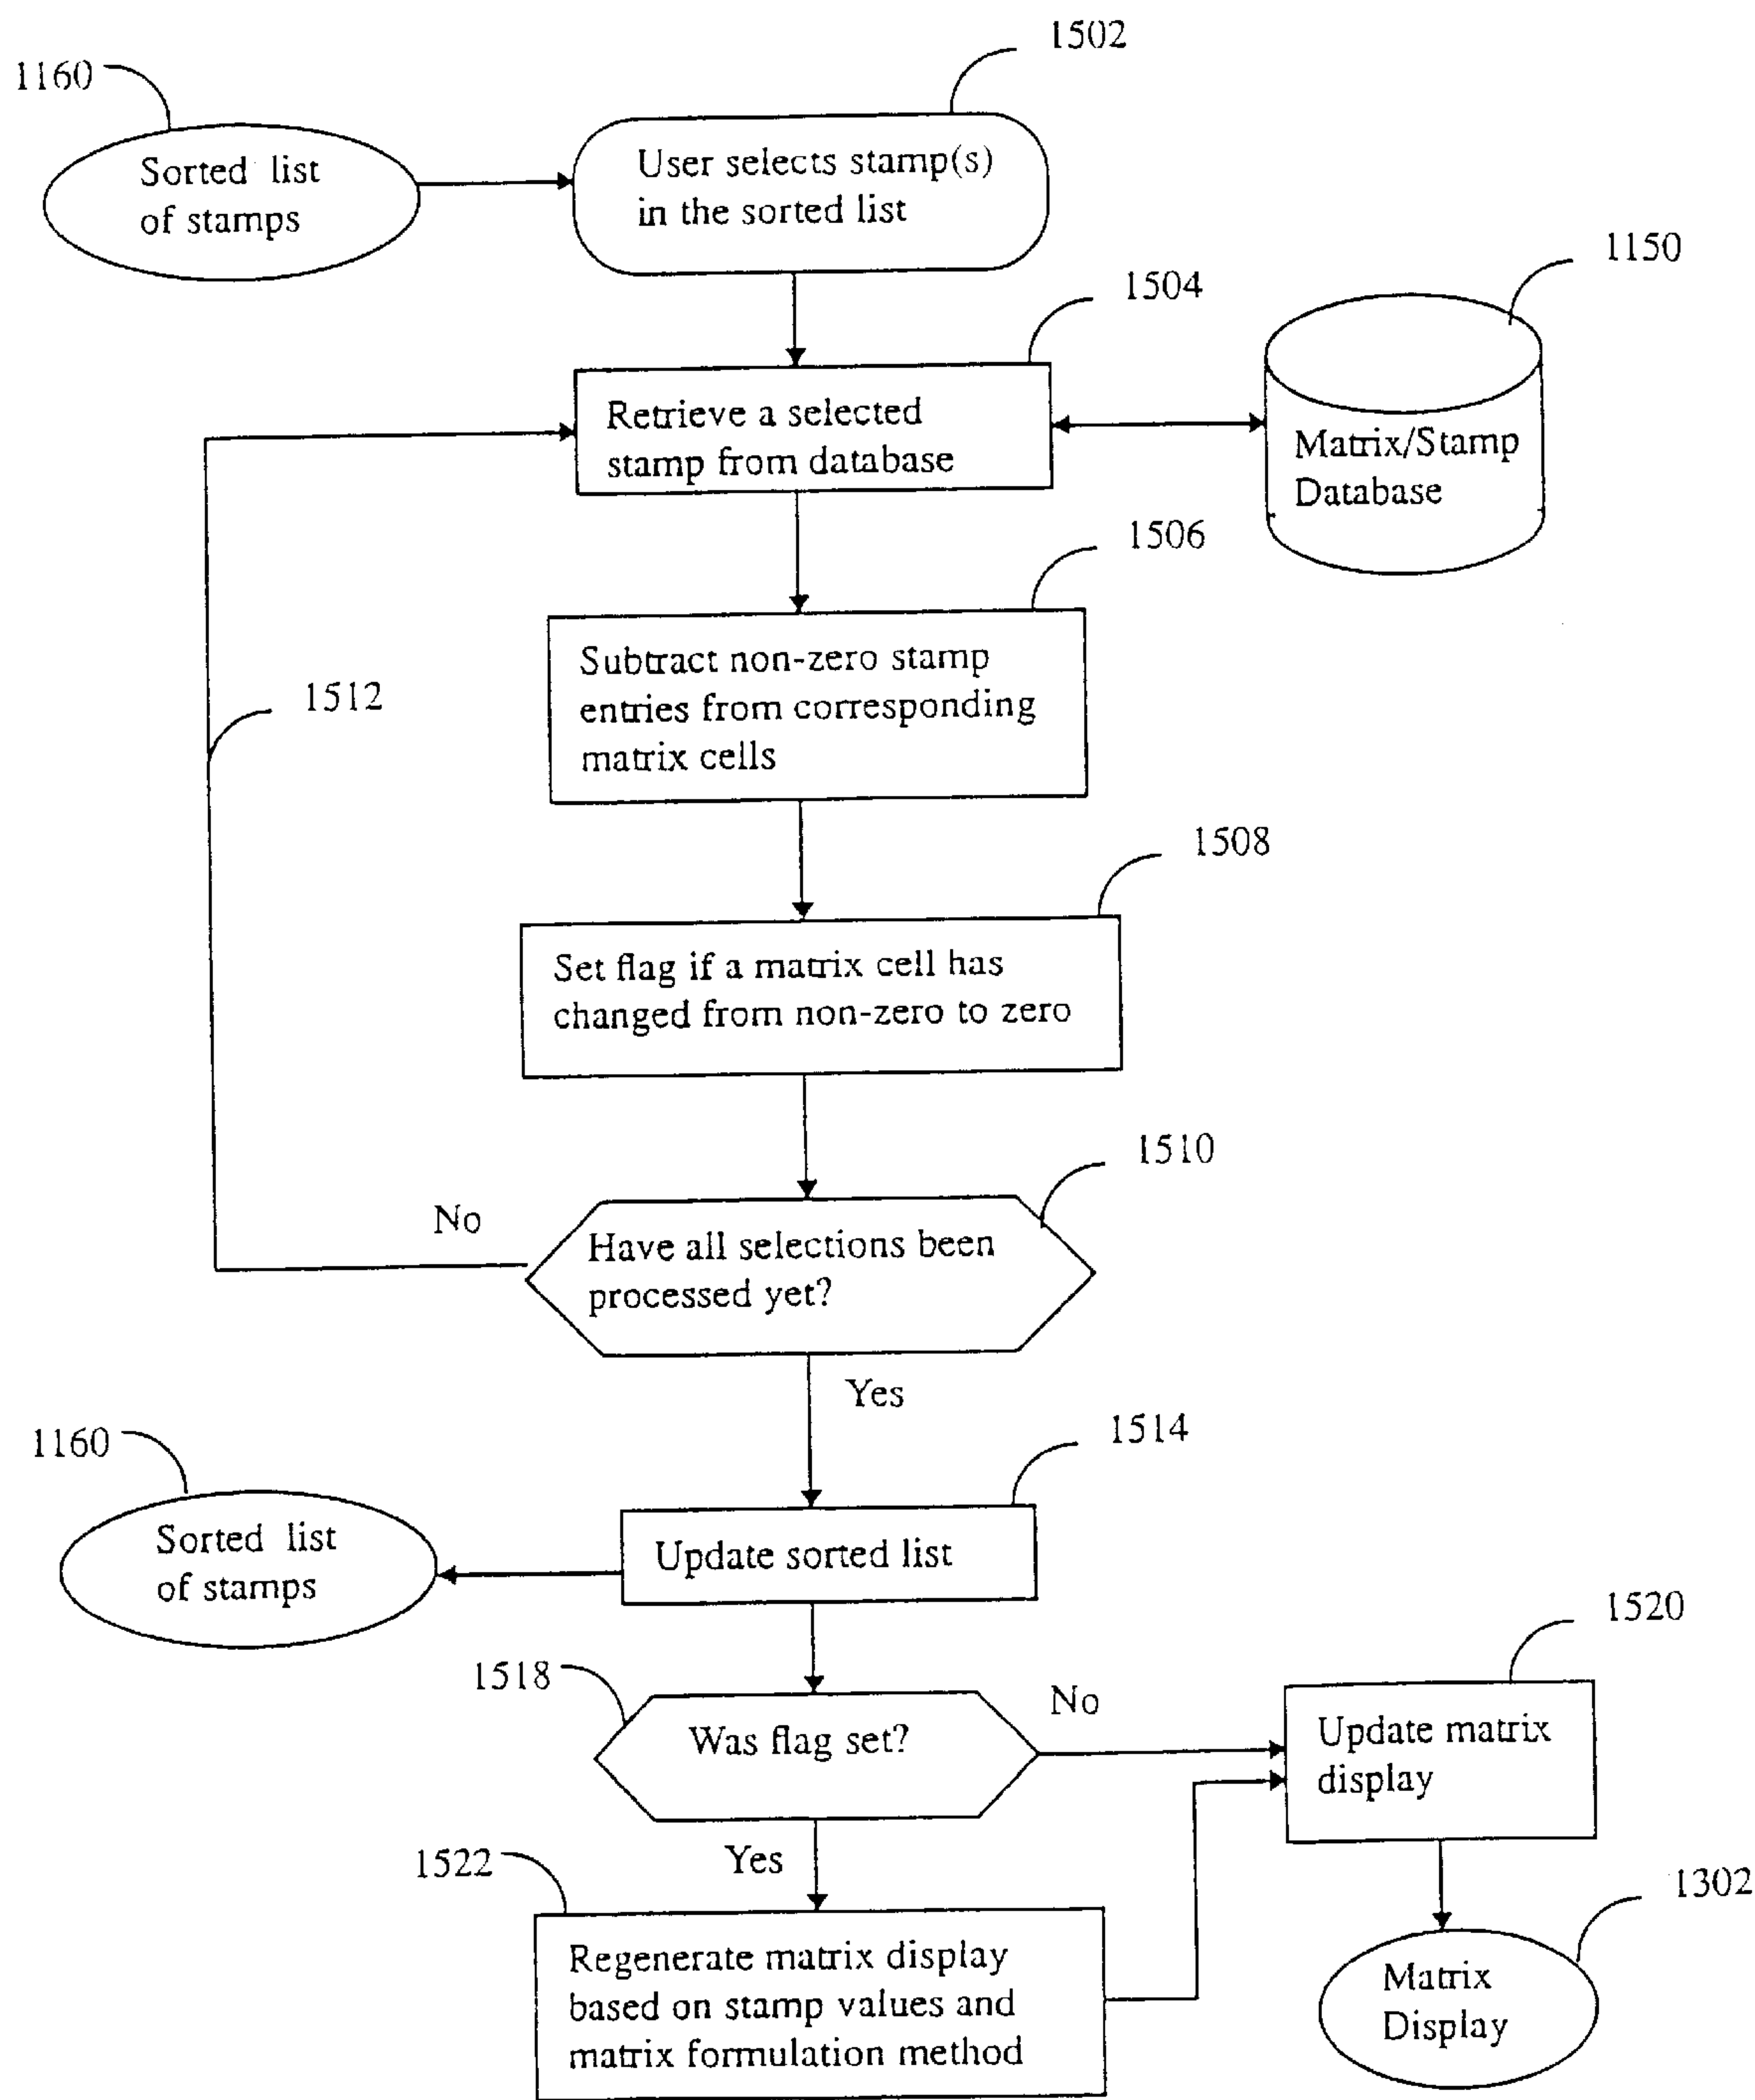 1502
1160
Sorted list
of stamps
User selects stamp(s)
in the sorted list
1150
1504
Retrieve a selected
stamp from database
Matrix/Stamp
Database
1506
Subtract non-zero stamp
entries from corresponding
matrix cells
1512
1508
Set flag if a matrix cell has
changed from non-zero to zero
1510
No
Have all selections been
processed yet?
Yes
1514
1160
Sorted list
of stamps
Update sorted list
1520
1518
No
Was flag set?
Update matrix
display
Yes
1522
1302
Regenerate matrix display
based on stamp values and
matrix formulation method
Matrix
Display